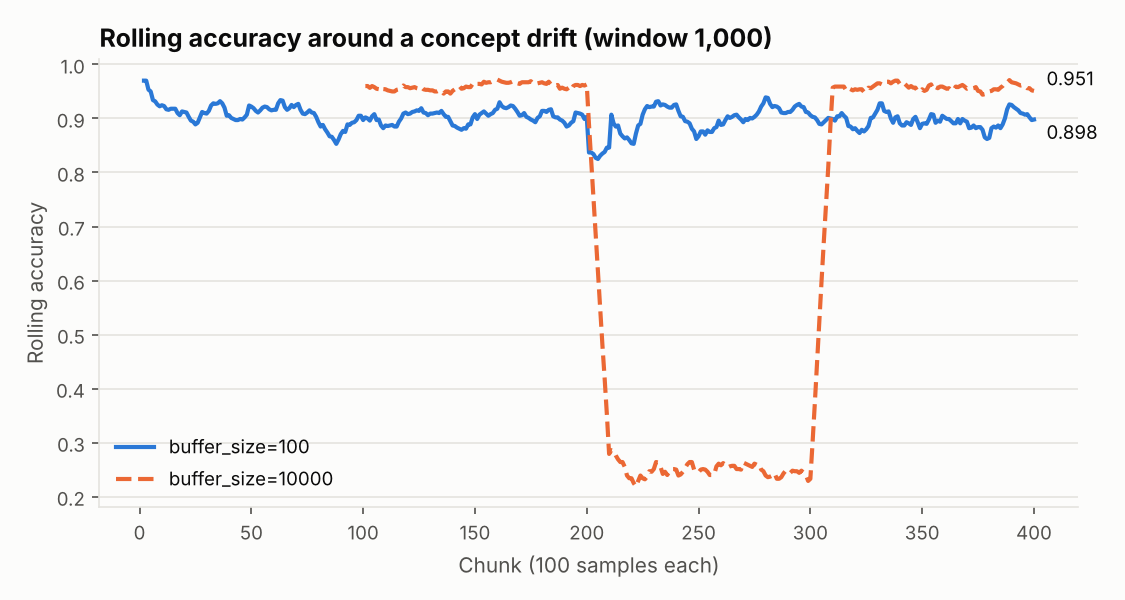 Rolling accuracy around a concept drift (window 1,000)
Rolling accuracy
1.0
0.9
0.8
0.7
0.6
0.5
0.4
0.3
0.2
0.951
0.898
buffer_size=100
buffer_size=10000
0 50 100 150 200 250 300 350 400
Chunk (100 samples each)